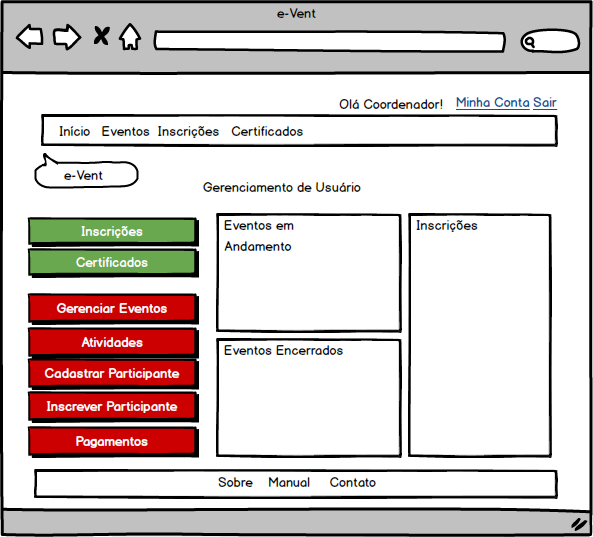 e-Vent
Olá Coordenador! Minha Conta Sair
Início Eventos Inscrições Certificados
e-Vent
Gerenciamento de Usuário
Inscrições
Certificados
Gerenciar Eventos
Atividades
Cadastrar Participante
Inscrever Participante
Pagamentos
Eventos em
Andamento
Eventos Encerrados
Inscrições
Sobre Manual Contato